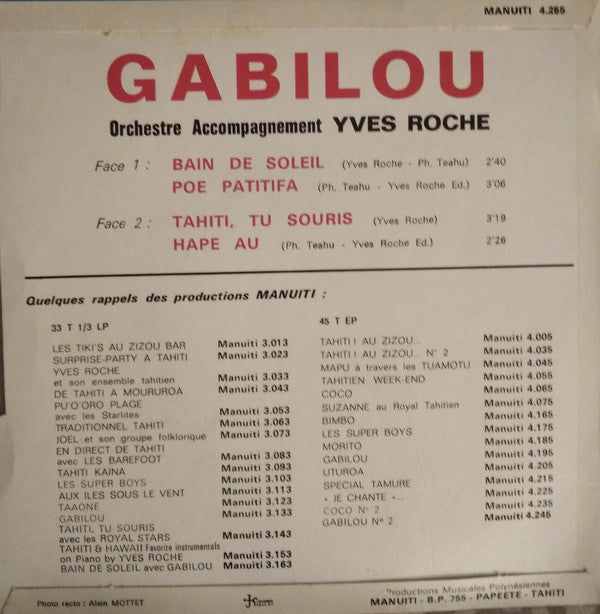 MANUITI 4.255
GABILOU
Orchestre Accompagnement YVES ROCHE
Face 1 : BAIN DE SOLEIL (Yves Roche - Ph. Teahu) 2'40
POE PATITIFA (Ph. Teahu - Yves Roche Ed.) 3'06
Face 2 : TAHITI, TU SOURIS (Yves Roche) 3'19
HAPE AU (Ph. Teahu - Yves Roche Ed.) 2'26
Quelques rappels des productions MANUITI :
33 T 1/3 LP
LES TIKI'S AU ZIZOU BAR Manuiti 3.013
SURPRISE-PARTY A TAHITI Manuiti 3.023
YVES ROCHE
et son ensemble tahitien Manuiti 3.033
DE TAHITI A MOURUROA Manuiti 3.043
PU'O'ORO PLAGE
avec les Starlites Manuiti 3.053
TRADITIONNEL TAHITI Manuiti 3.063
JOEL et son groupe folklorique Manuiti 3.073
EN DIRECT DE TAHITI
avec LES BAREFOOT Manuiti 3.083
TAHITI KAINA Manuiti 3.093
LES SUPER BOYS Manuiti 3.103
AUX ILES SOUS LE VENT Manuiti 3.113
TAAONE Manuiti 3.123
GABILOU Manuiti 3.133
TAHITI, TU SOURIS
avec les ROYAL STARS Manuiti 3.143
TAHITI & HAWAII Favorite instrumentals
on Piano by YVES ROCHE Manuiti 3.153
BAIN DE SOLEIL avec GABILOU Manuiti 3.163
45 T EP
TAHITI ! AU ZIZOU... Manuiti 4.005
TAHITI ! AU ZIZOU... N° 2 Manuiti 4.035
MAPU à travers les TUAMOTU Manuiti 4.045
TAHITIEN WEEK-END Manuiti 4.055
COCO Manuiti 4.065
SUZANNE au Royal Tahitien Manuiti 4.075
BIMBO Manuiti 4.165
LES SUPER BOYS Manuiti 4.175
MORITO Manuiti 4.185
GABILOU Manuiti 4.195
UTUROA Manuiti 4.205
SPECIAL TAMURE Manuiti 4.215
« JE CHANTE »... Manuiti 4.225
COCO N° 2 Manuiti 4.235
GABILOU N° 2 Manuiti 4.245
Photo recto : Alain MOTTET
Productions Musicales Polynésiennes
MANUITI - B.P. 755 - PAPEETE - TAHITI